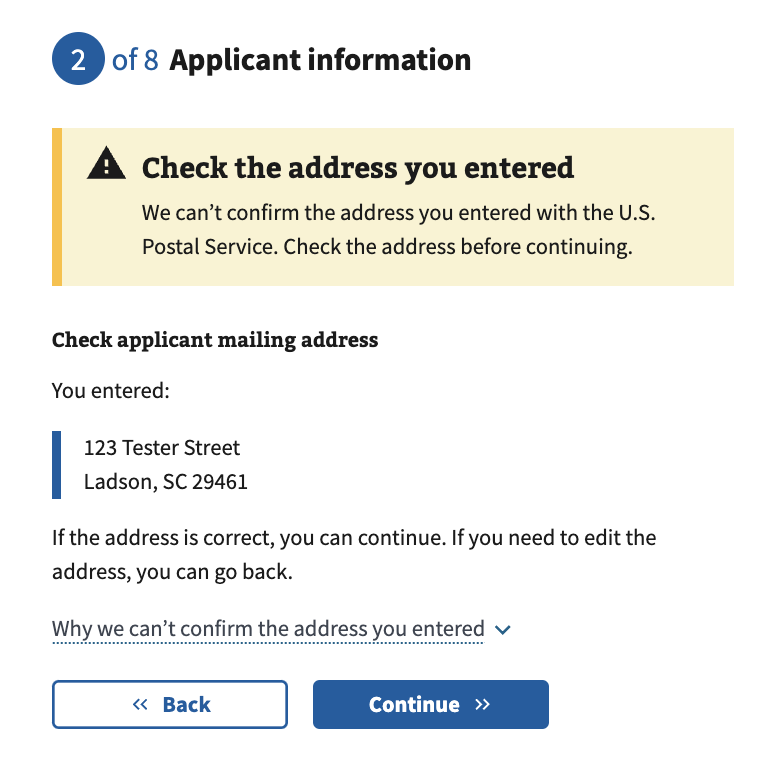 2 of 8 Applicant information
Check the address you entered
We can’t confirm the address you entered with the U.S.
Postal Service. Check the address before continuing.
Check applicant mailing address
You entered:
123 Tester Street
Ladson, SC 29461
If the address is correct, you can continue. If you need to edit the
address, you can go back.
Why we can’t confirm the address you entered
« Back
Continue »